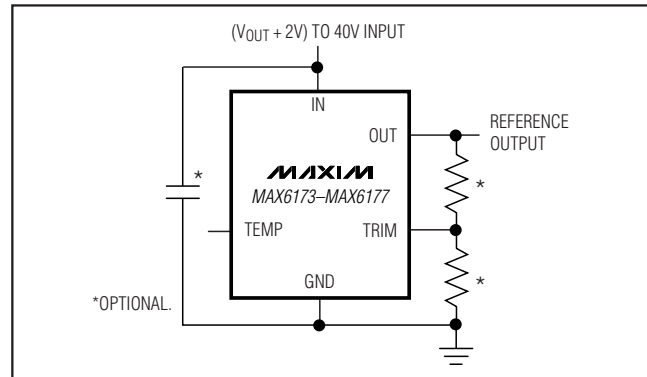 (VOUT + 2V) TO 40V INPUT
IN
OUT
REFERENCE
OUTPUT
*
MAXIM
*
MAX6173–MAX6177
TEMP
TRIM
GND
*
*OPTIONAL.